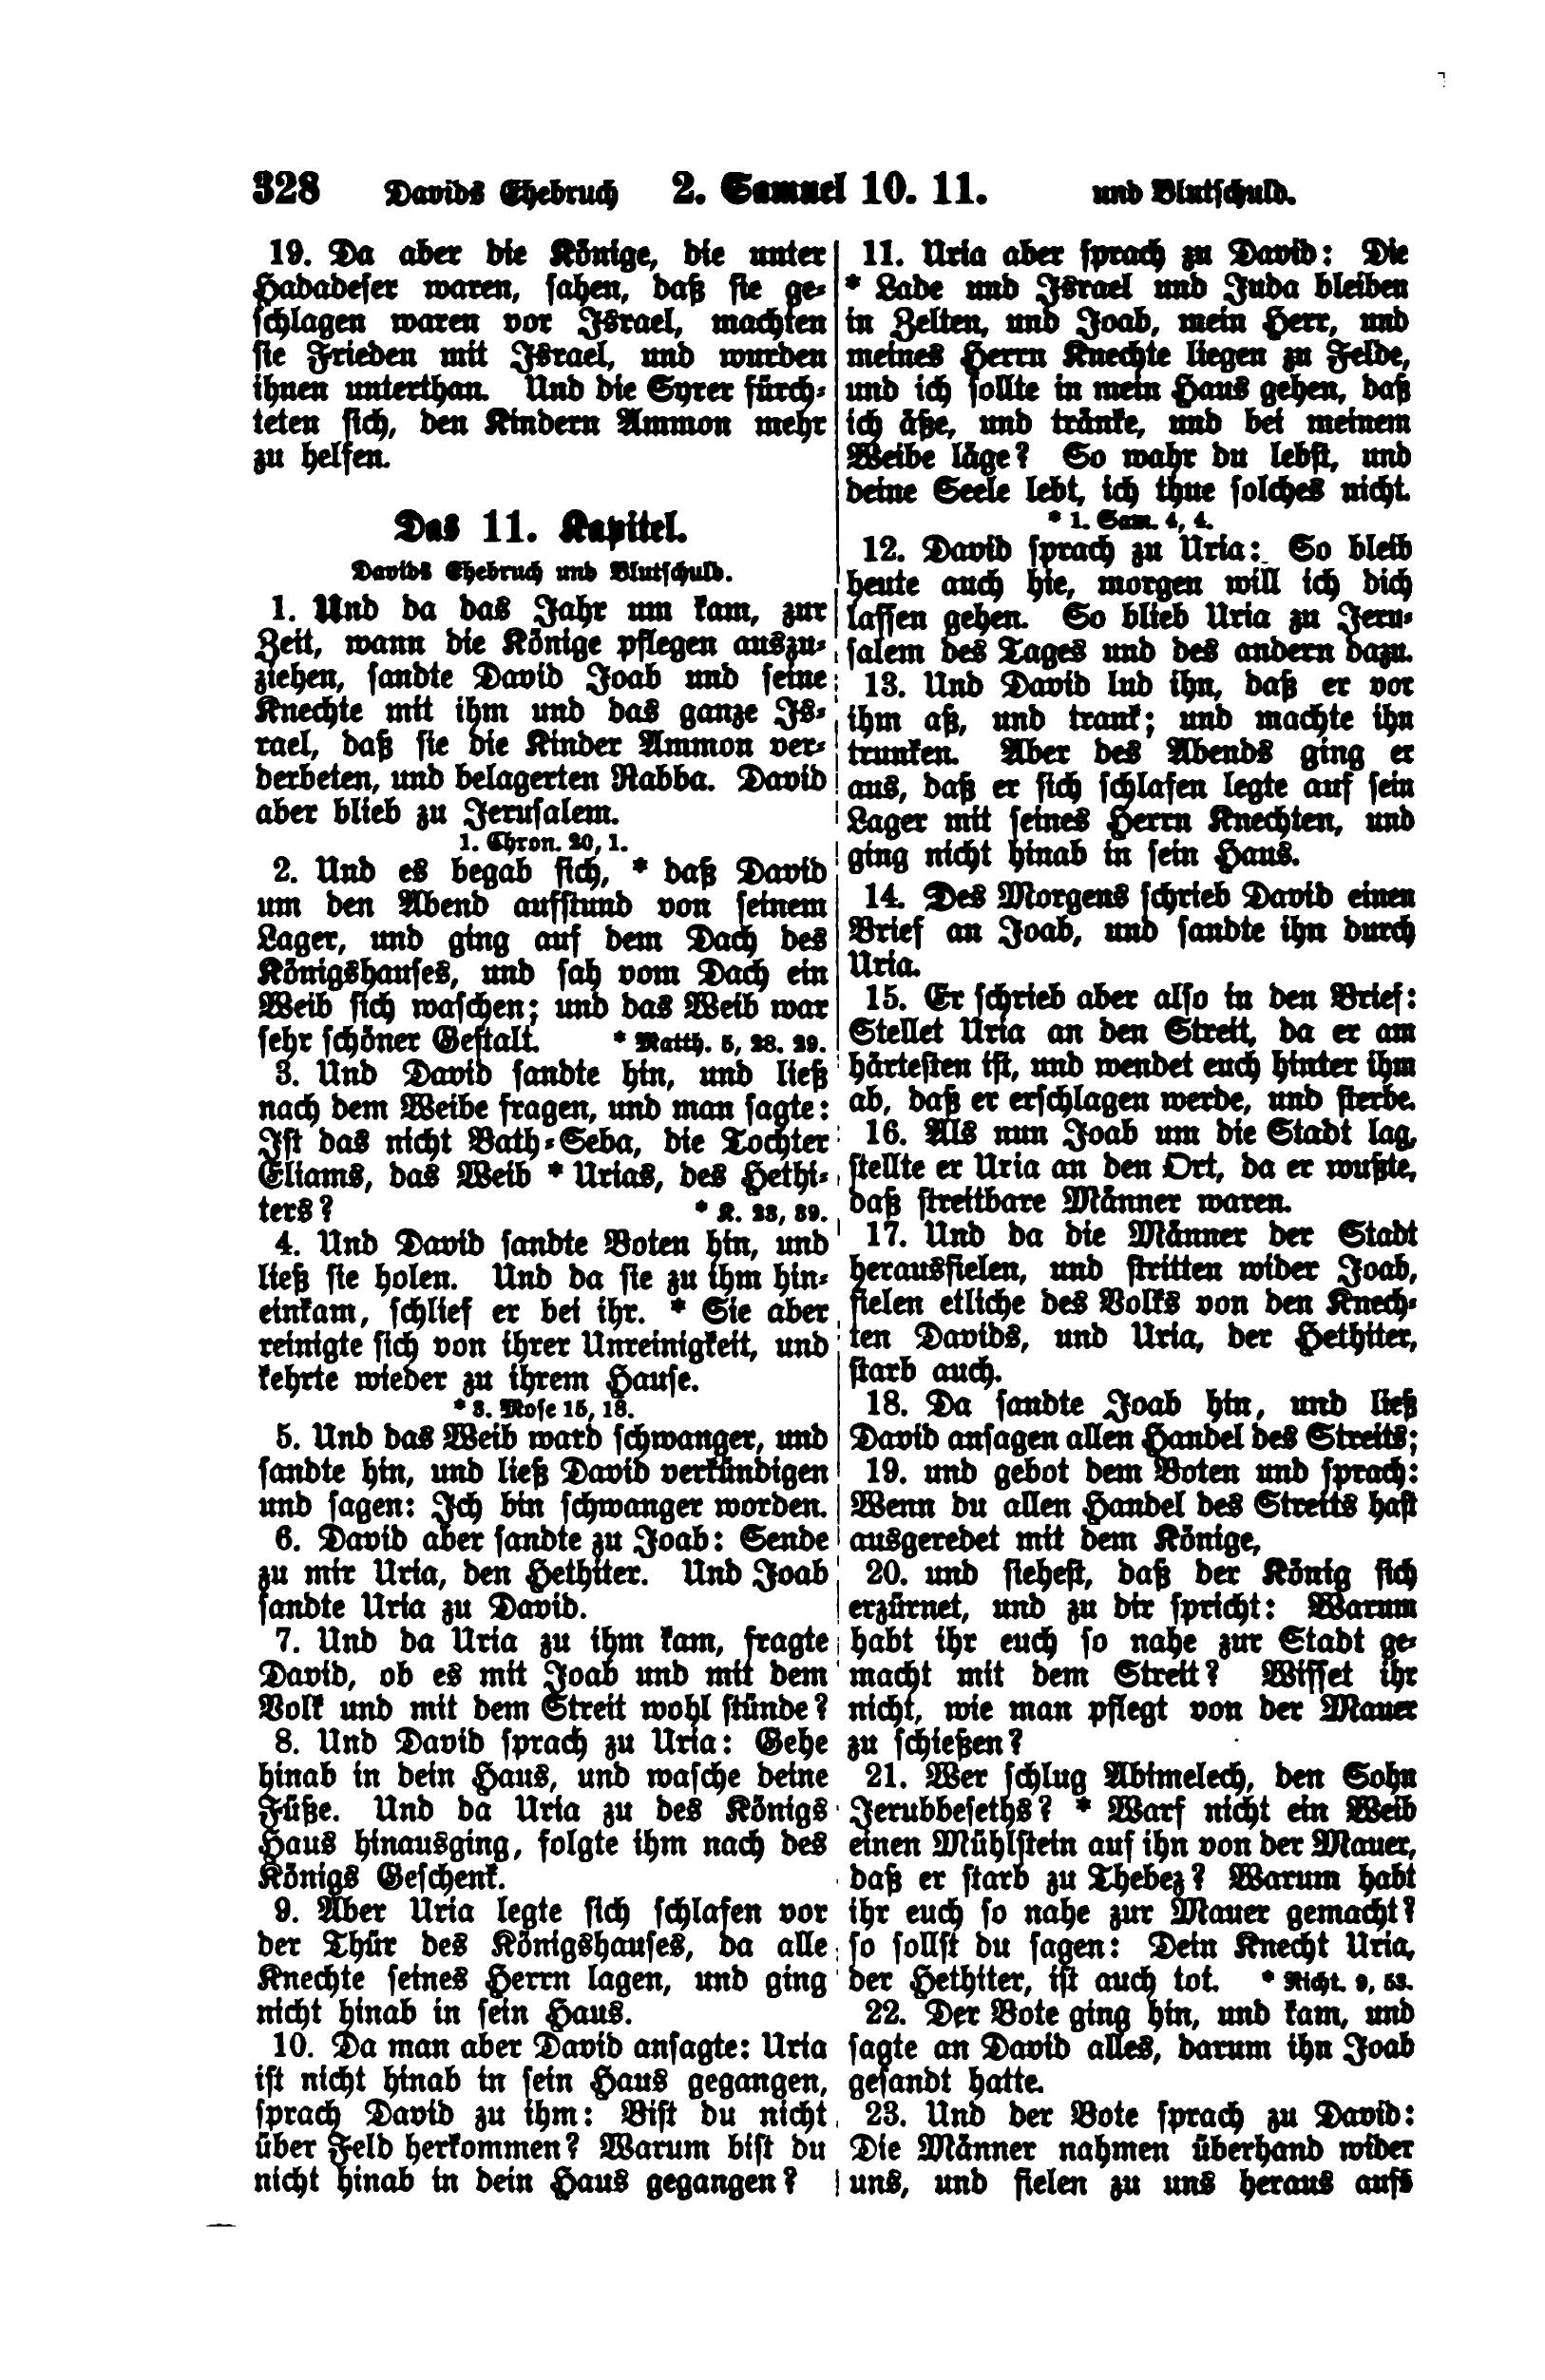 328 Davids Ehebruch 2. Samuel 10. 11. und Blutschuld.
19. Da aber die Könige, die unter
Hadadeser waren, sahen, daß sie ge-
schlagen waren vor Israel, machten
sie Frieden mit Israel, und wurden
ihnen unterthan. Und die Syrer fürch-
teten sich, den Kindern Ammon mehr
zu helfen.
Das 11. Kapitel.
Davids Ehebruch und Blutschuld.
1. Und da das Jahr um kam, zur
Zeit, wann die Könige pflegen auszu-
ziehen, sandte David Joab und seine
Knechte mit ihm und das ganze Is-
rael, daß sie die Kinder Ammon ver-
derbeten, und belagerten Rabba. David
aber blieb zu Jerusalem.
1. Chron. 20, 1.
2. Und es begab sich, * daß David
um den Abend aufstund von seinem
Lager, und ging auf dem Dach des
Königshauses, und sah vom Dach ein
Weib sich waschen; und das Weib war
sehr schöner Gestalt. * Matth. 5, 28. 29.
3. Und David sandte hin, und ließ
nach dem Weibe fragen, und man sagte:
Ist das nicht Bath-Seba, die Tochter
Eliams, das Weib * Urias, des Hethi-
ters? * K. 23, 39.
4. Und David sandte Boten hin, und
ließ sie holen. Und da sie zu ihm hin-
einkam, schlief er bei ihr. * Sie aber
reinigte sich von ihrer Unreinigkeit, und
kehrte wieder zu ihrem Hause.
* 3. Mose 15, 18.
5. Und das Weib ward schwanger, und
sandte hin, und ließ David verkündigen
und sagen: Ich bin schwanger worden.
6. David aber sandte zu Joab: Sende
zu mir Uria, den Hethiter. Und Joab
sandte Uria zu David.
7. Und da Uria zu ihm kam, fragte
David, ob es mit Joab und mit dem
Volk und mit dem Streit wohl stünde?
8. Und David sprach zu Uria: Gehe
hinab in dein Haus, und wasche deine
Füße. Und da Uria zu des Königs
Haus hinausging, folgte ihm nach des
Königs Geschenk.
9. Aber Uria legte sich schlafen vor
der Thür des Königshauses, da alle
Knechte seines Herrn lagen, und ging
nicht hinab in sein Haus.
10. Da man aber David ansagte: Uria
ist nicht hinab in sein Haus gegangen,
sprach David zu ihm: Bist du nicht
über Feld herkommen? Warum bist du
nicht hinab in dein Haus gegangen?
11. Uria aber sprach zu David: Die
* Lade und Israel und Juda bleiben
in Zelten, und Joab, mein Herr, und
meines Herrn Knechte liegen zu Felde,
und ich sollte in mein Haus gehen, daß
ich äße, und tränke, und bei meinem
Weibe läge? So wahr du lebst, und
deine Seele lebt, ich thue solches nicht.
* 1. Sam. 4, 4.
12. David sprach zu Uria: So bleib
heute auch hie, morgen will ich dich
lassen gehen. So blieb Uria zu Jeru-
salem des Tages und des andern dazu.
13. Und David lud ihn, daß er vor
ihm aß, und trank; und machte ihn
trunken. Aber des Abends ging er
aus, daß er sich schlafen legte auf sein
Lager mit seines Herrn Knechten, und
ging nicht hinab in sein Haus.
14. Des Morgens schrieb David einen
Brief an Joab, und sandte ihn durch
Uria.
15. Er schrieb aber also in den Brief:
Stellet Uria an den Streit, da er am
härtesten ist, und wendet euch hinter ihm
ab, daß er erschlagen werde, und sterbe.
16. Als nun Joab um die Stadt lag,
stellte er Uria an den Ort, da er wußte,
daß streitbare Männer waren.
17. Und da die Männer der Stadt
herausfielen, und stritten wider Joab,
fielen etliche des Volks von den Knech-
ten Davids, und Uria, der Hethiter,
starb auch.
18. Da sandte Joab hin, und ließ
David ansagen allen Handel des Streits;
19. und gebot dem Boten und sprach:
Wenn du allen Handel des Streits hast
ausgeredet mit dem Könige,
20. und siehest, daß der König sich
erzürnet, und zu dir spricht: Warum
habt ihr euch so nahe zur Stadt ge-
macht mit dem Streit? Wisset ihr
nicht, wie man pflegt von der Mauer
zu schießen?
21. Wer schlug Abimelech, den Sohn
Jerubbeseths? * Warf nicht ein Weib
einen Mühlstein auf ihn von der Mauer,
daß er starb zu Thebez? Warum habt
ihr euch so nahe zur Mauer gemacht?
so sollst du sagen: Dein Knecht Uria,
der Hethiter, ist auch tot. * Richt. 9, 53.
22. Der Bote ging hin, und kam, und
sagte an David alles, darum ihn Joab
gesandt hatte.
23. Und der Bote sprach zu David:
Die Männer nahmen überhand wider
uns, und fielen zu uns heraus aufs